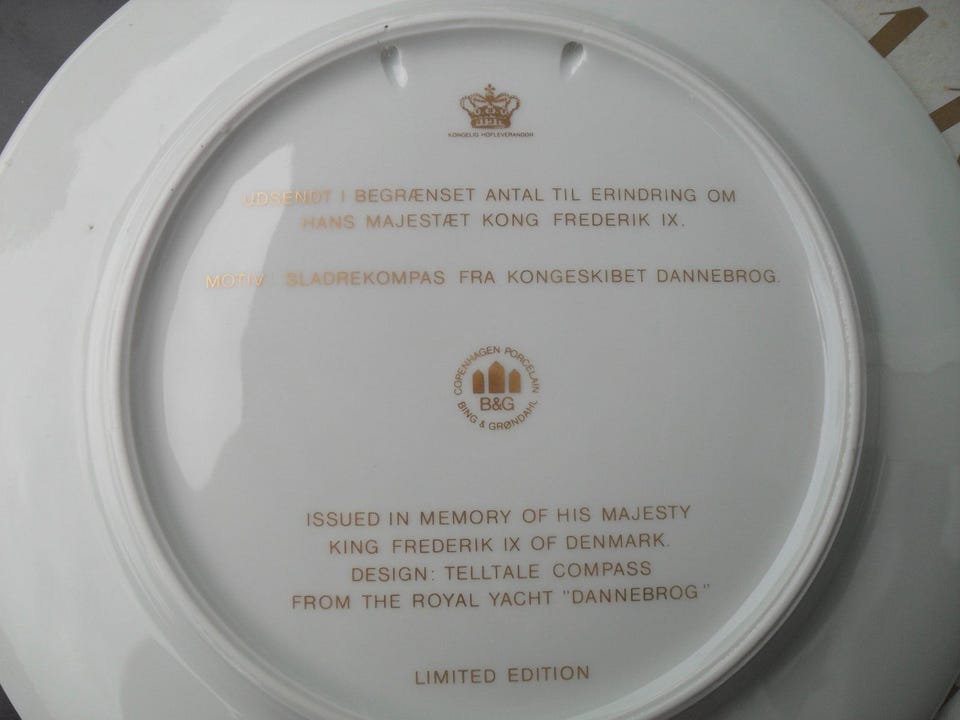 KONGELIG HOFLEVERANDØR
UDSENDT I BEGRÆNSET ANTAL TIL ERINDRING OM
HANS MAJESTÆT KONG FREDERIK IX.
MOTIV: SLADREKOMPAS FRA KONGESKIBET DANNEBROG.
COPENHAGEN PORCELAIN
B&G
BING & GRØNDAHL
ISSUED IN MEMORY OF HIS MAJESTY
KING FREDERIK IX OF DENMARK.
DESIGN: TELLTALE COMPASS
FROM THE ROYAL YACHT "DANNEBROG"
LIMITED EDITION